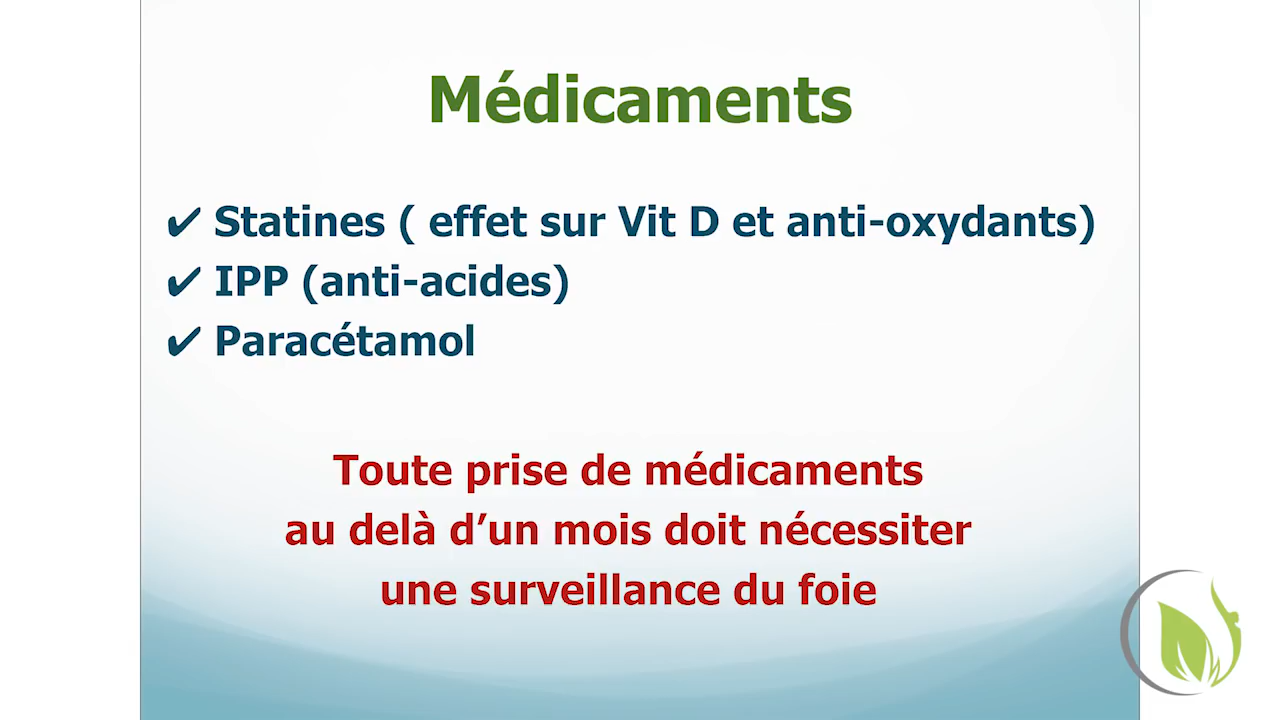 Médicaments
✔ Statines ( effet sur Vit D et anti-oxydants)
✔ IPP (anti-acides)
✔ Paracétamol
Toute prise de médicaments
au delà d’un mois doit nécessiter
une surveillance du foie